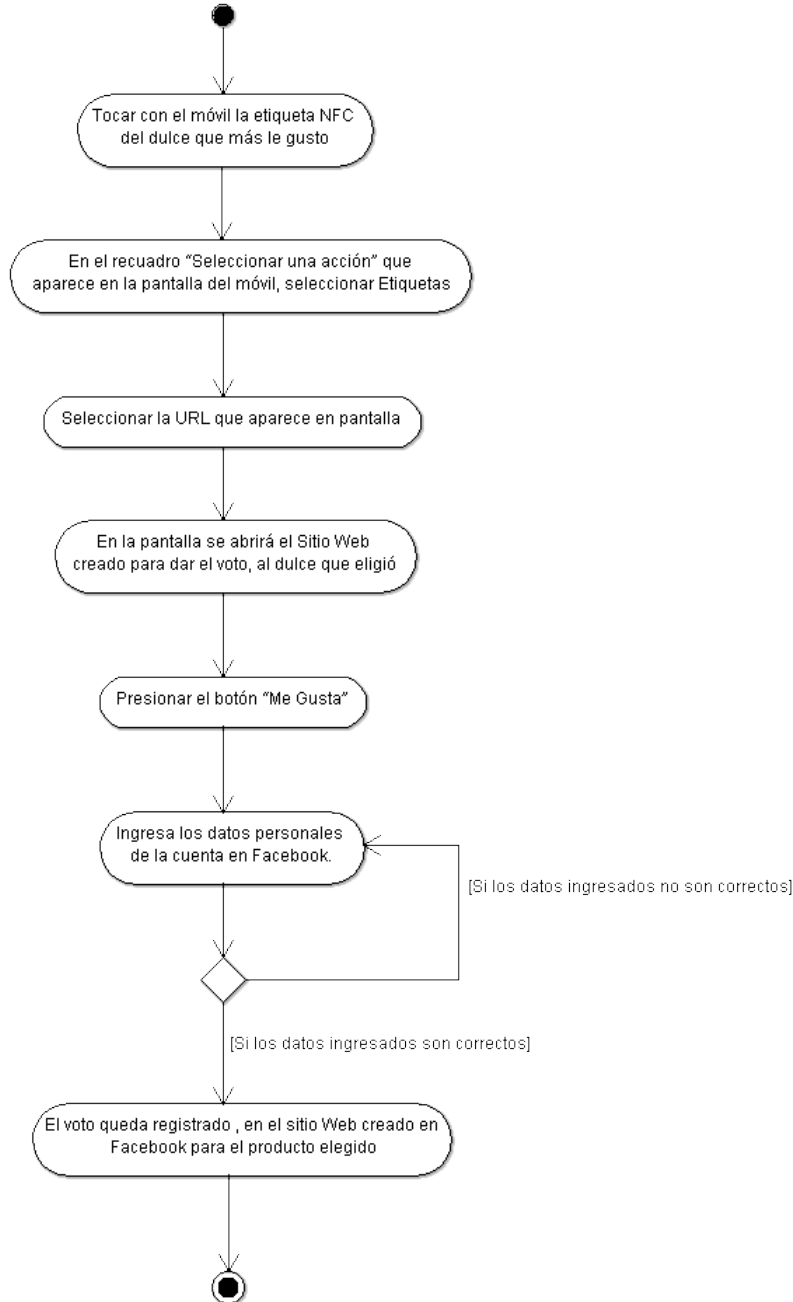 Tocar con el móvil la etiqueta NFC
del dulce que más le gusto
En el recuadro “Seleccionar una acción” que
aparece en la pantalla del móvil, seleccionar Etiquetas
Seleccionar la URL que aparece en pantalla
En la pantalla se abrirá el Sitio Web
creado para dar el voto, al dulce que eligió
Presionar el botón “Me Gusta”
Ingresa los datos personales
de la cuenta en Facebook.
[Si los datos ingresados no son correctos]
[Si los datos ingresados son correctos]
El voto queda registrado , en el sitio Web creado en
Facebook para el producto elegido